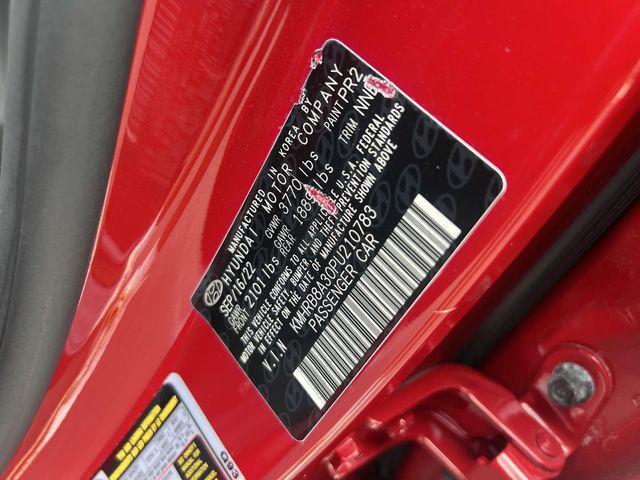 MANUFACTURED IN KOREA BY
HYUNDAI MOTOR COMPANY
SEP/16/22 GVWR 3770 lbs PAINT PR2
GAWR FRONT 2101 lbs GAWR REAR lbs TRIM NNB
THIS VEHICLE CONFORMS TO ALL APPLICABLE U.S.A. FEDERAL
MOTOR VEHICLE SAFETY, BUMPER, AND THEFT PREVENTION STANDARDS
IN EFFECT ON THE DATE OF MANUFACTURE SHOWN ABOVE
V.I.N KMHRB8A30PU210783
PASSENGER CAR